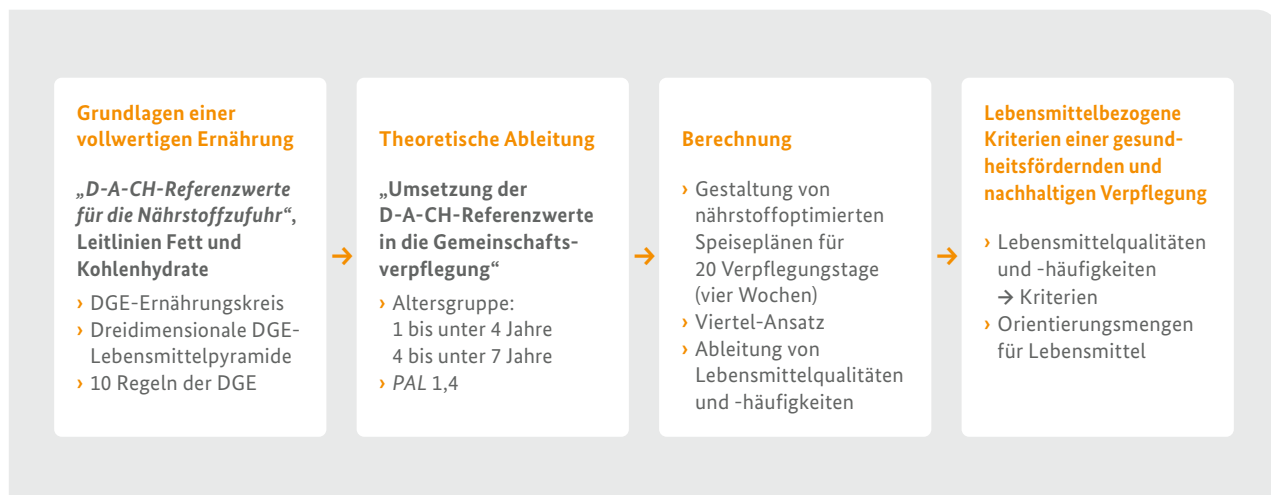 Grundlagen einer
vollwertigen Ernährung
„D-A-CH-Referenzwerte
für die Nährstoffzufuhr“,
Leitlinien Fett und
Kohlenhydrate
› DGE-Ernährungskreis
› Dreidimensionale DGE-
Lebensmittelpyramide
› 10 Regeln der DGE
→
Theoretische Ableitung
„Umsetzung der
D-A-CH-Referenzwerte
in die Gemeinschafts-
verpflegung“
› Altersgruppe:
1 bis unter 4 Jahre
4 bis unter 7 Jahre
› PAL 1,4
→
Berechnung
› Gestaltung von
nährstoffoptimierten
Speiseplänen für
20 Verpflegungstage
(vier Wochen)
› Viertel-Ansatz
› Ableitung von
Lebensmittelqualitäten
und -häufigkeiten
→
Lebensmittelbezogene
Kriterien einer gesund-
heitsfördernden und
nachhaltigen Verpflegung
› Lebensmittelqualitäten
und -häufigkeiten
→ Kriterien
› Orientierungsmengen
für Lebensmittel